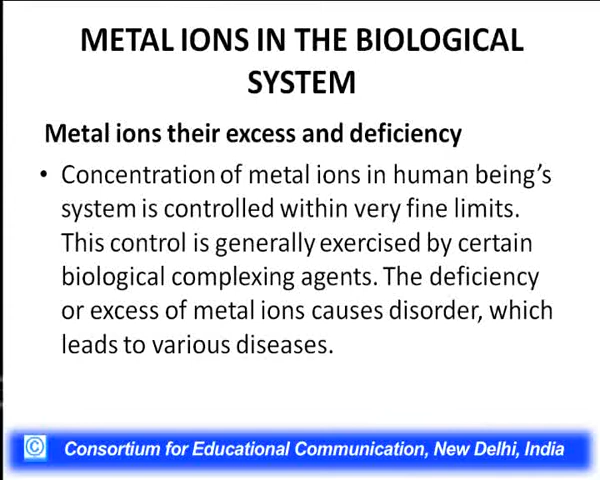 METAL IONS IN THE BIOLOGICAL
SYSTEM
Metal ions their excess and deficiency
• Concentration of metal ions in human being’s
system is controlled within very fine limits.
This control is generally exercised by certain
biological complexing agents. The deficiency
or excess of metal ions causes disorder, which
leads to various diseases.
© Consortium for Educational Communication, New Delhi, India